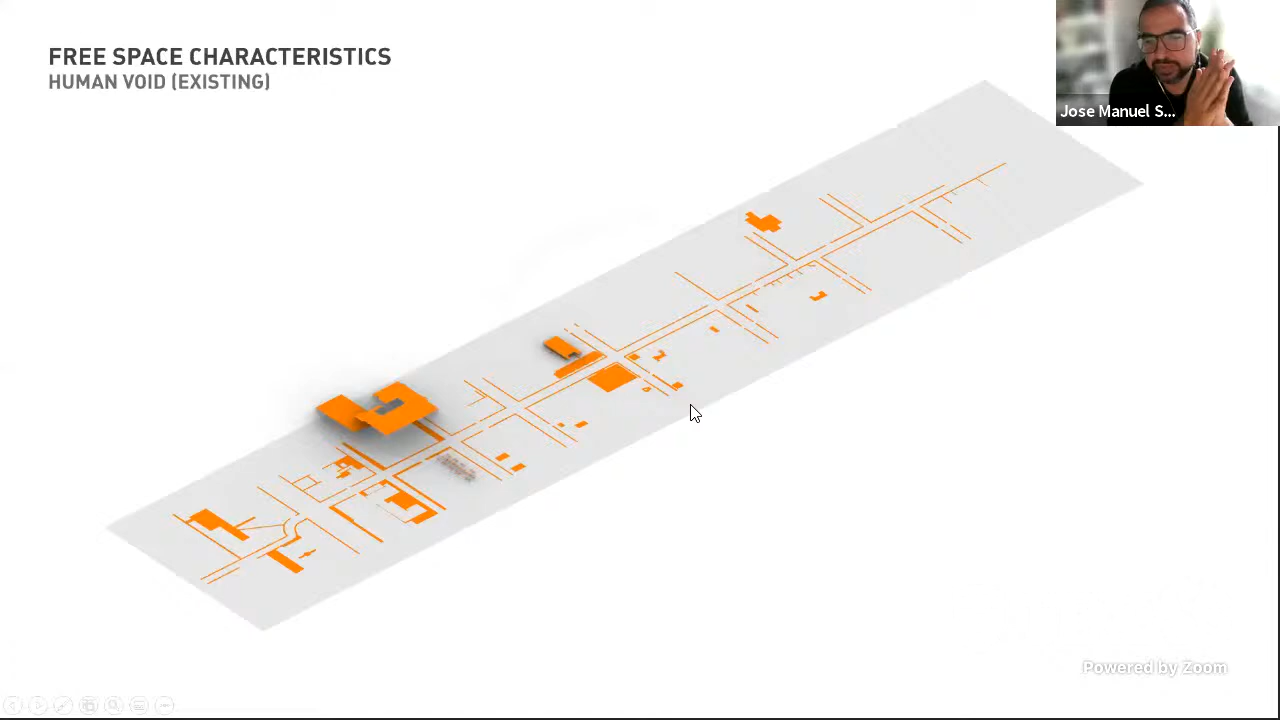 FREE SPACE CHARACTERISTICS
HUMAN VOID (EXISTING)
Jose Manuel S...
Powered by Zoom